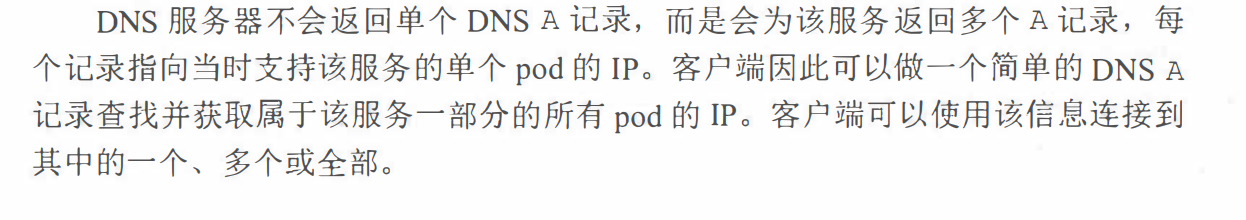 DNS 服务器不会返回单个 DNS A 记录，而是会为该服务返回多个 A 记录，每
个记录指向当时支持该服务的单个 pod 的 IP。客户端因此可以做一个简单的 DNS A
记录查找并获取属于该服务一部分的所有 pod 的 IP。客户端可以使用该信息连接到
其中的一个、多个或全部。